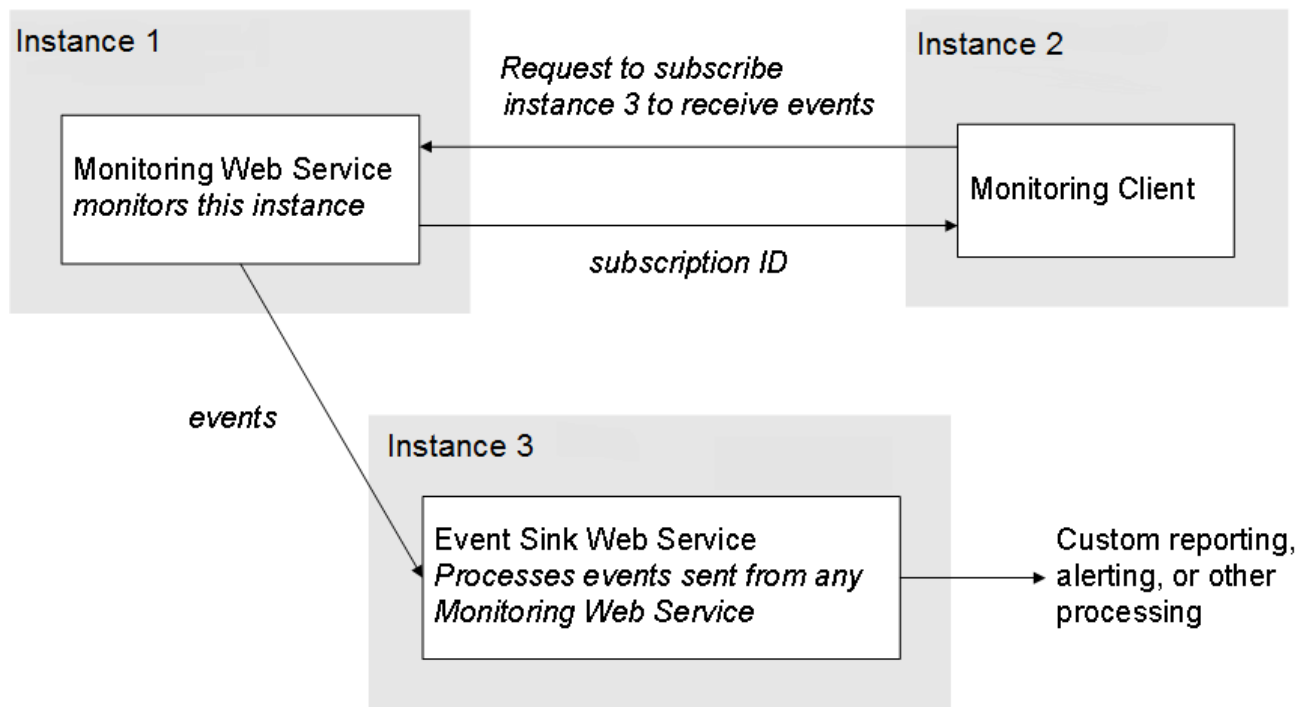 Instance 1
Instance 2
Request to subscribe
instance 3 to receive events
Monitoring Web Service
monitors this instance
Monitoring Client
subscription ID
events
Instance 3
Event Sink Web Service
Processes events sent from any
Monitoring Web Service
Custom reporting,
alerting, or other
processing